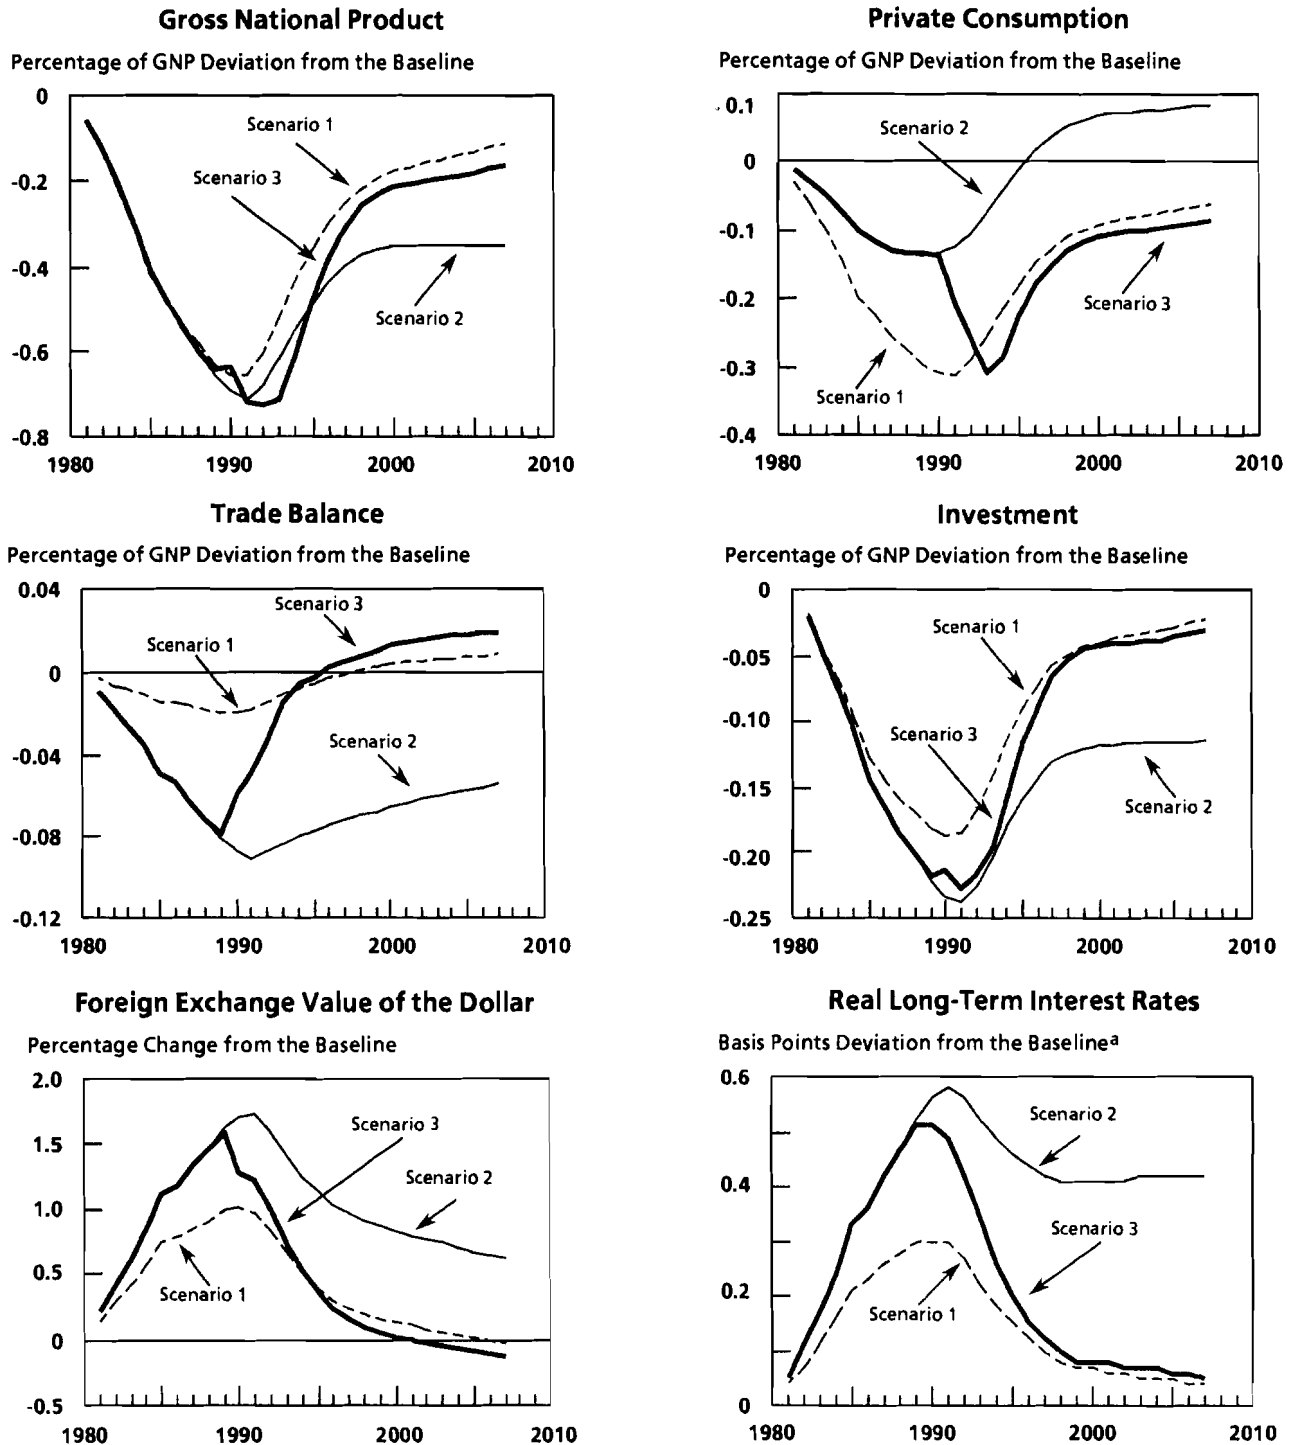 Gross National Product
Percentage of GNP Deviation from the Baseline
0
-0.2
-0.4
-0.6
-0.8
Scenario 1
Scenario 3
Scenario 2
1980 1990 2000 2010
Private Consumption
Percentage of GNP Deviation from the Baseline
0.1
0
-0.1
-0.2
-0.3
-0.4
Scenario 2
Scenario 3
Scenario 1
1980 1990 2000 2010
Trade Balance
Percentage of GNP Deviation from the Baseline
0.04
0
-0.04
-0.08
-0.12
Scenario 3
Scenario 1
Scenario 2
1980 1990 2000 2010
Investment
Percentage of GNP Deviation from the Baseline
0
-0.05
-0.10
-0.15
-0.20
-0.25
Scenario 1
Scenario 3
Scenario 2
1980 1990 2000 2010
Foreign Exchange Value of the Dollar
Percentage Change from the Baseline
2.0
1.5
1.0
0.5
0
-0.5
Scenario 3
Scenario 2
Scenario 1
1980 1990 2000 2010
Real Long-Term Interest Rates
Basis Points Deviation from the Baselineª
0.6
0.4
0.2
0
Scenario 2
Scenario 3
Scenario 1
1980 1990 2000 2010